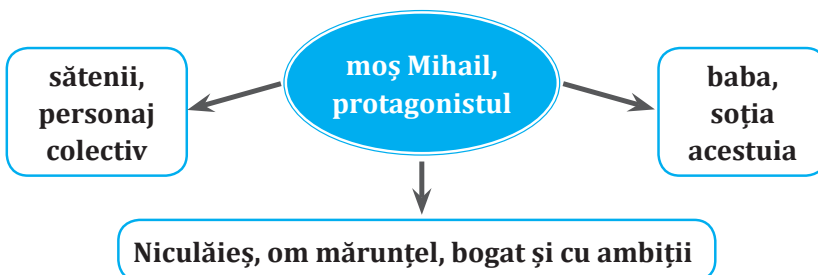 moș Mihail,
protagonistul
sătenii,
personaj
colectiv
baba,
soția
acestuia
Niculăieș, om mărunțel, bogat și cu ambiții